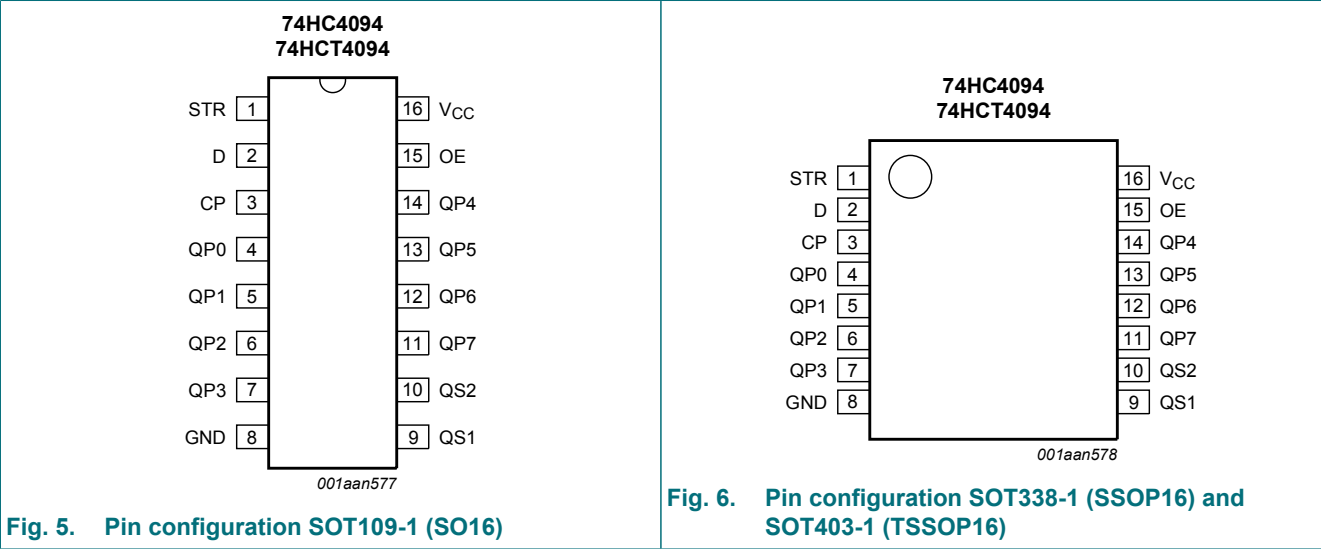 74HC4094
74HCT4094
STR 1 16 VCC
D 2 15 OE
CP 3 14 QP4
QP0 4 13 QP5
QP1 5 12 QP6
QP2 6 11 QP7
QP3 7 10 QS2
GND 8 9 QS1
001aan577
Fig. 5. Pin configuration SOT109-1 (SO16)
74HC4094
74HCT4094
STR 1 16 VCC
D 2 15 OE
CP 3 14 QP4
QP0 4 13 QP5
QP1 5 12 QP6
QP2 6 11 QP7
QP3 7 10 QS2
GND 8 9 QS1
001aan578
Fig. 6. Pin configuration SOT338-1 (SSOP16) and
SOT403-1 (TSSOP16)